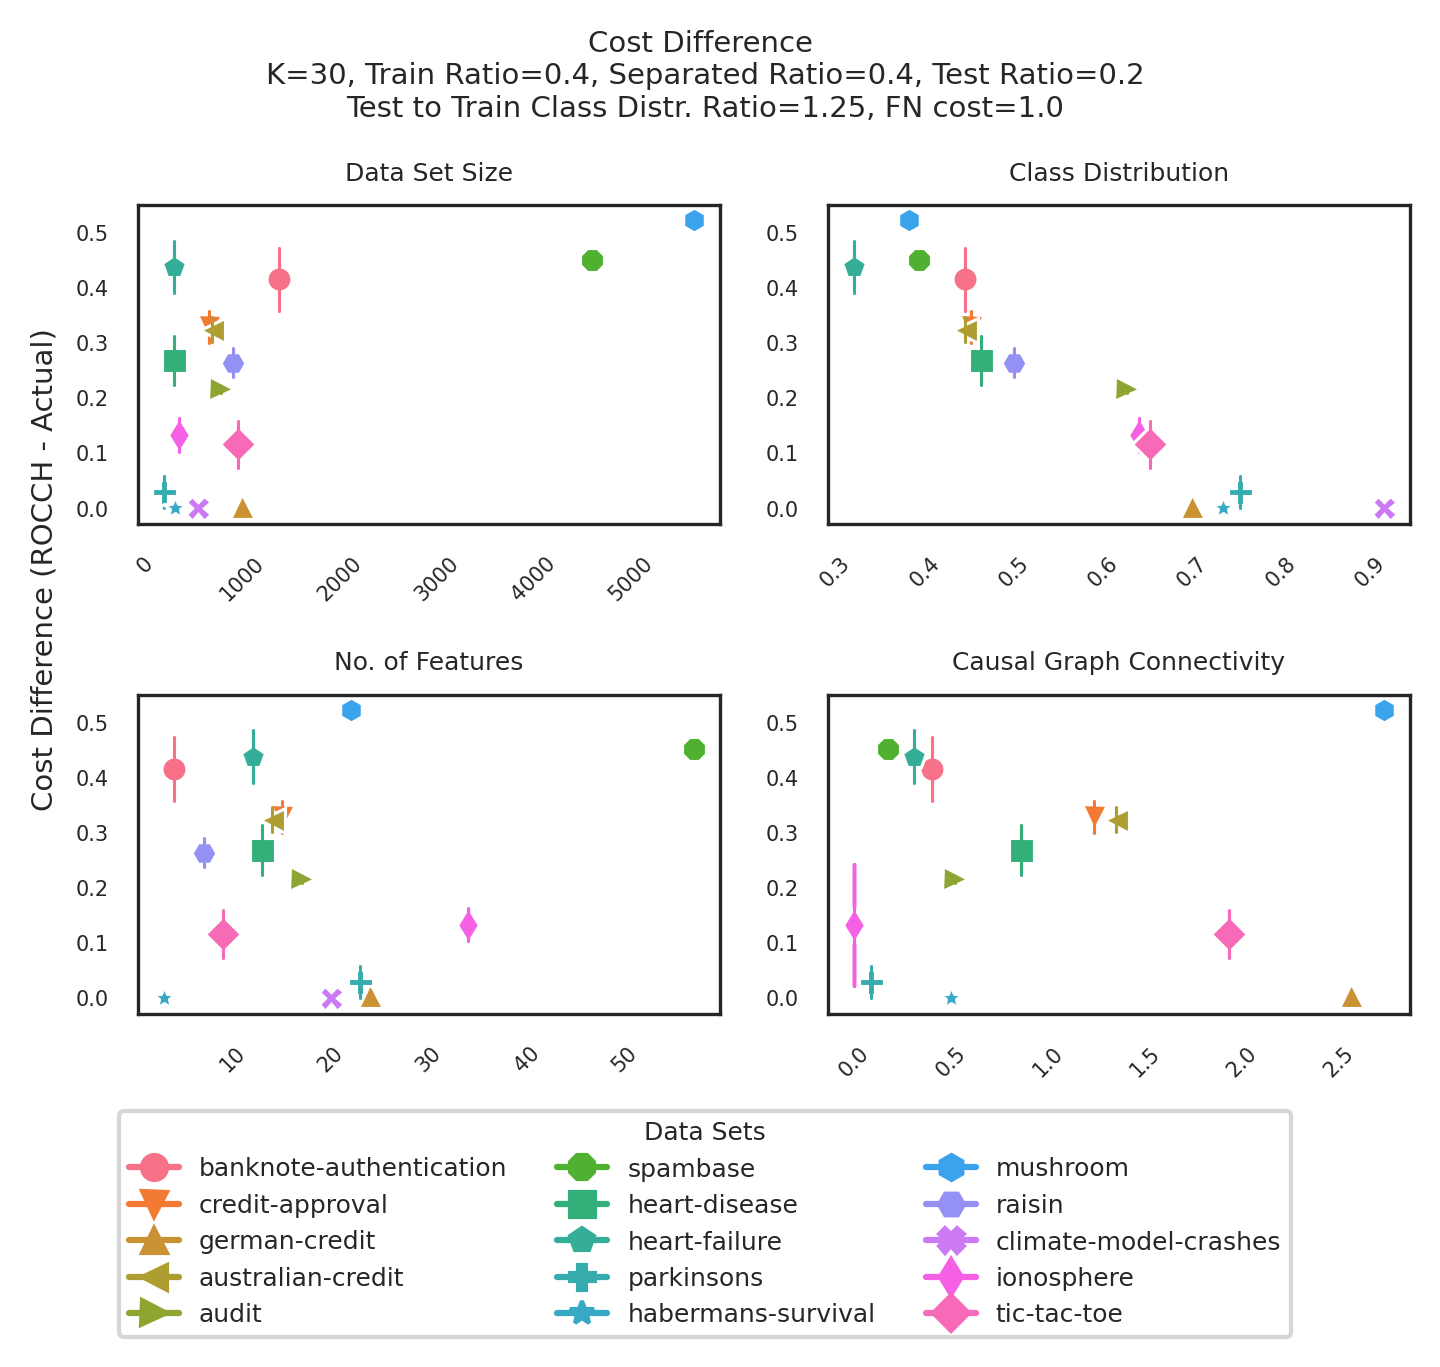 Cost Difference
K=30, Train Ratio=0.4, Separated Ratio=0.4, Test Ratio=0.2
Test to Train Class Distr. Ratio=1.25, FN cost=1.0
Cost Difference (ROCCH - Actual)
Data Set Size
0.5
0.4
0.3
0.2
0.1
0.0
0
1000
2000
3000
4000
5000
Class Distribution
0.5
0.4
0.3
0.2
0.1
0.0
0.3
0.4
0.5
0.6
0.7
0.8
0.9
No. of Features
0.5
0.4
0.3
0.2
0.1
0.0
10
20
30
40
50
Causal Graph Connectivity
0.5
0.4
0.3
0.2
0.1
0.0
0.0
0.5
1.0
1.5
2.0
2.5
Data Sets
banknote-authentication
credit-approval
german-credit
australian-credit
audit
spambase
heart-disease
heart-failure
parkinsons
habermans-survival
mushroom
raisin
climate-model-crashes
ionosphere
tic-tac-toe